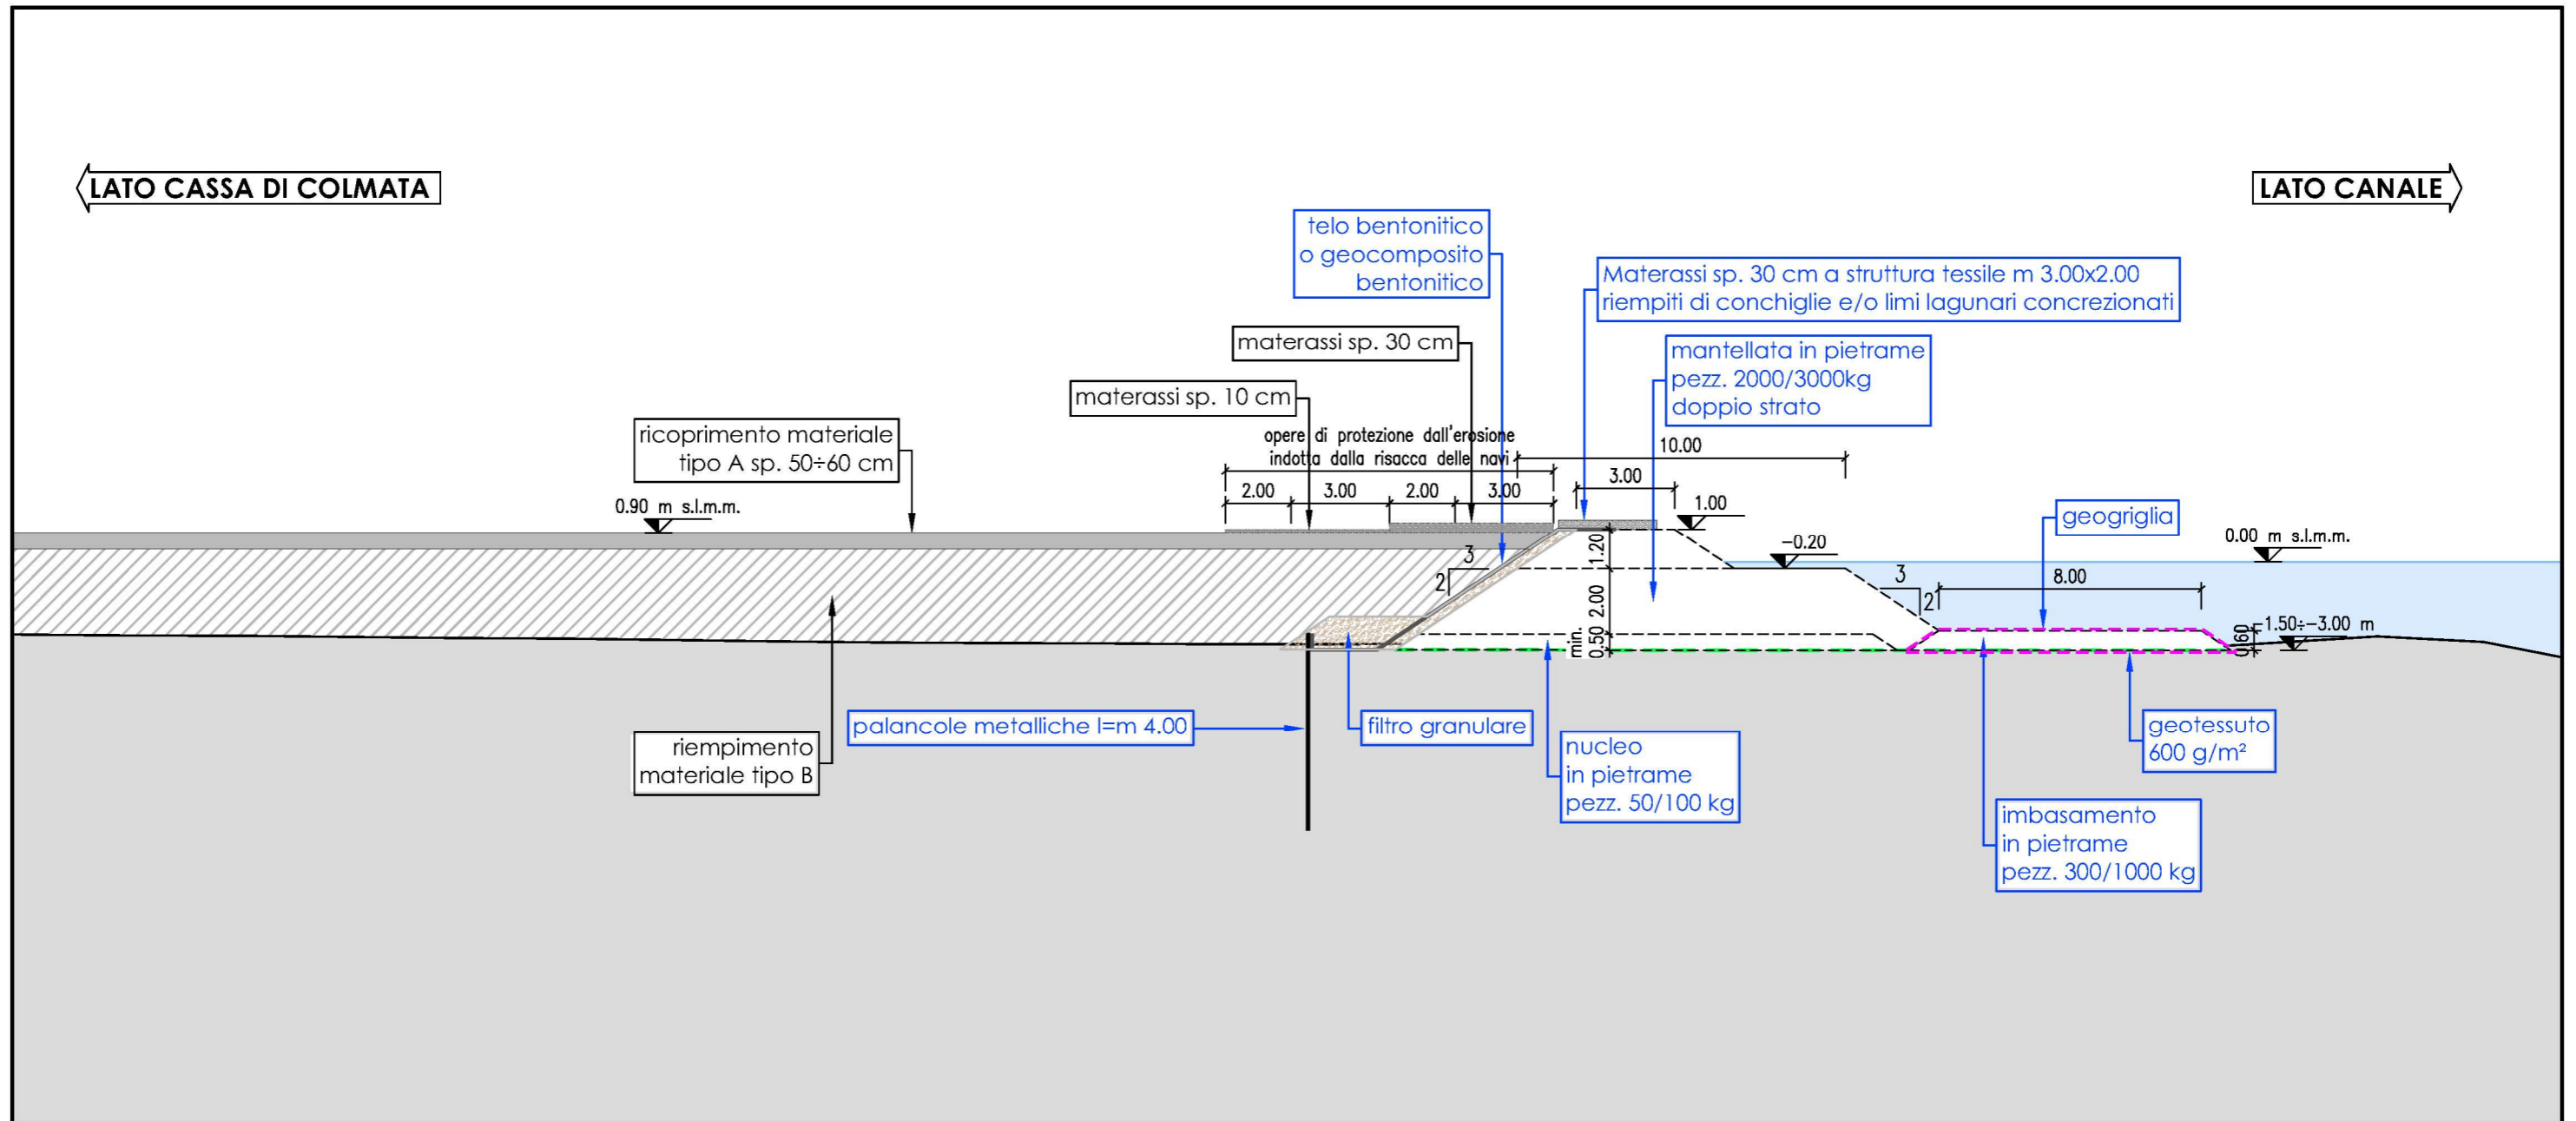 LATO CASSA DI COLMATA
LATO CANALE
telo bentonitico
o geocomposito
bentonitico
Materassi sp. 30 cm a struttura tessile m 3.00x2.00
riempiti di conchiglie e/o limi lagunari concrezionati
materassi sp. 30 cm
mantellata in pietrame
pezz. 2000/3000kg
doppio strato
materassi sp. 10 cm
ricoprimento materiale
tipo A sp. 50÷60 cm
opere di protezione dall'erosione
indotta dalla risacca delle navi
10.00
3.00
2.00
3.00
2.00
3.00
0.90 m s.l.m.m.
1.00
geogriglia
-0.20
0.00 m s.l.m.m.
1.20
3
2
2.00
3
2
8.00
min.
0.50
0.60
-1.50÷-3.00 m
palancole metalliche l=m 4.00
filtro granulare
geotessuto
600 g/m²
riempimento
materiale tipo B
nucleo
in pietrame
pezz. 50/100 kg
imbasamento
in pietrame
pezz. 300/1000 kg